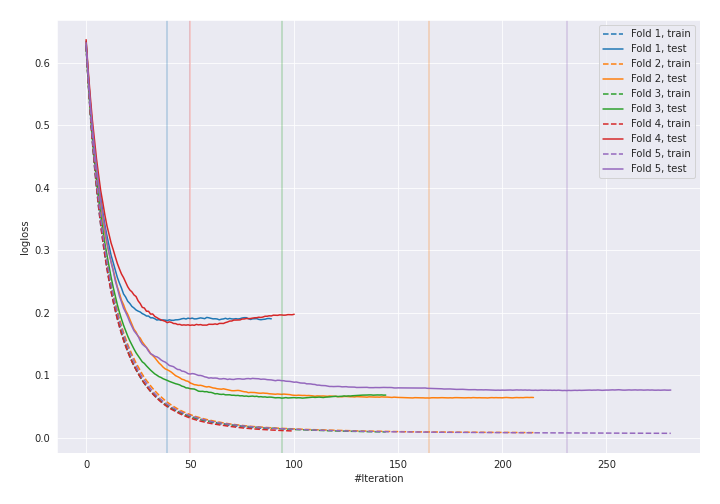 Fold 1, train
Fold 1, test
Fold 2, train
Fold 2, test
Fold 3, train
Fold 3, test
Fold 4, train
Fold 4, test
Fold 5, train
Fold 5, test
logloss
0.6
0.5
0.4
0.3
0.2
0.1
0.0
0 50 100 150 200 250
#Iteration